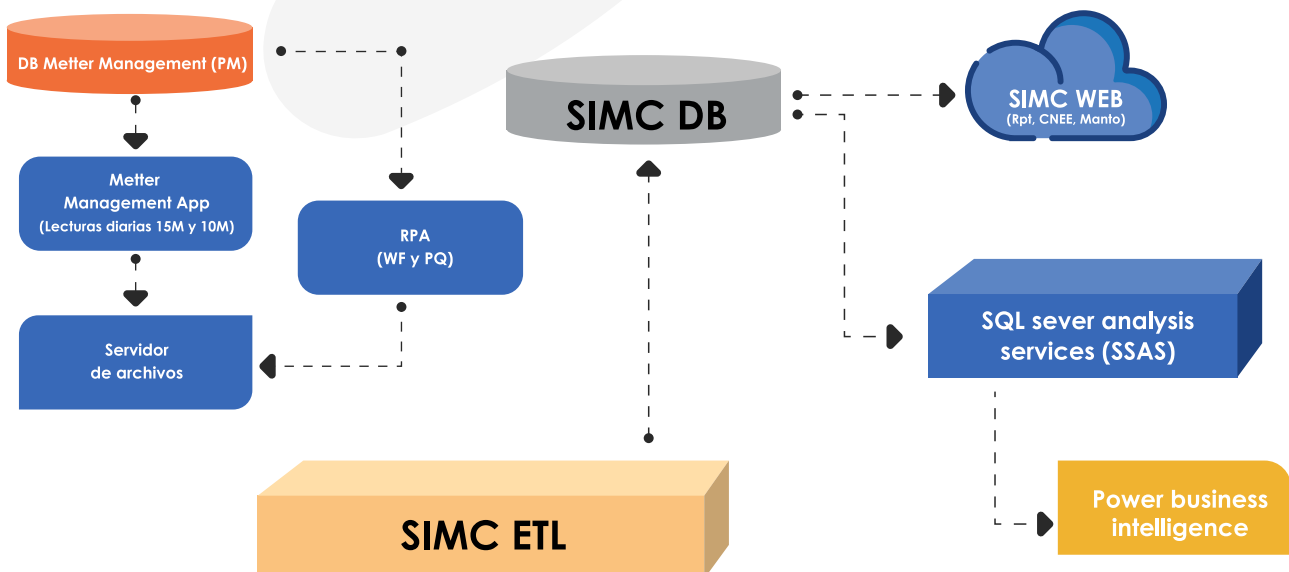 DB Metter Management (PM)
Metter
Management App
(Lecturas diarias 15M y 10M)
Servidor
de archivos
RPA
(WF y PQ)
SIMC DB
SIMC ETL
SIMC WEB
(Rpt, CNEE, Manto)
SQL sever analysis
services (SSAS)
Power business
intelligence